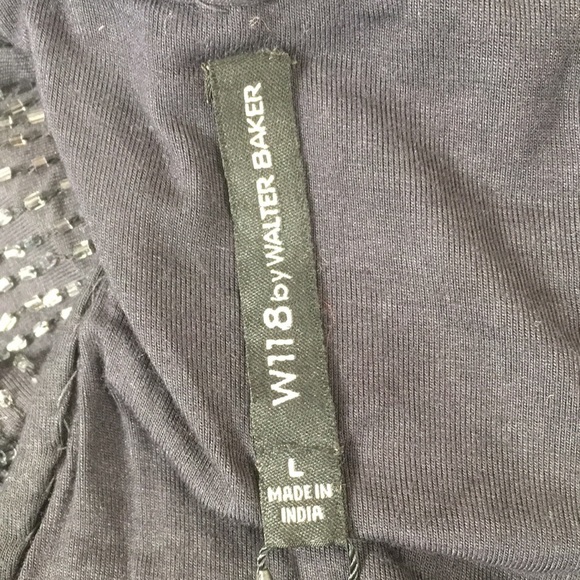 W118 by WALTER BAKER
L
MADE IN
INDIA